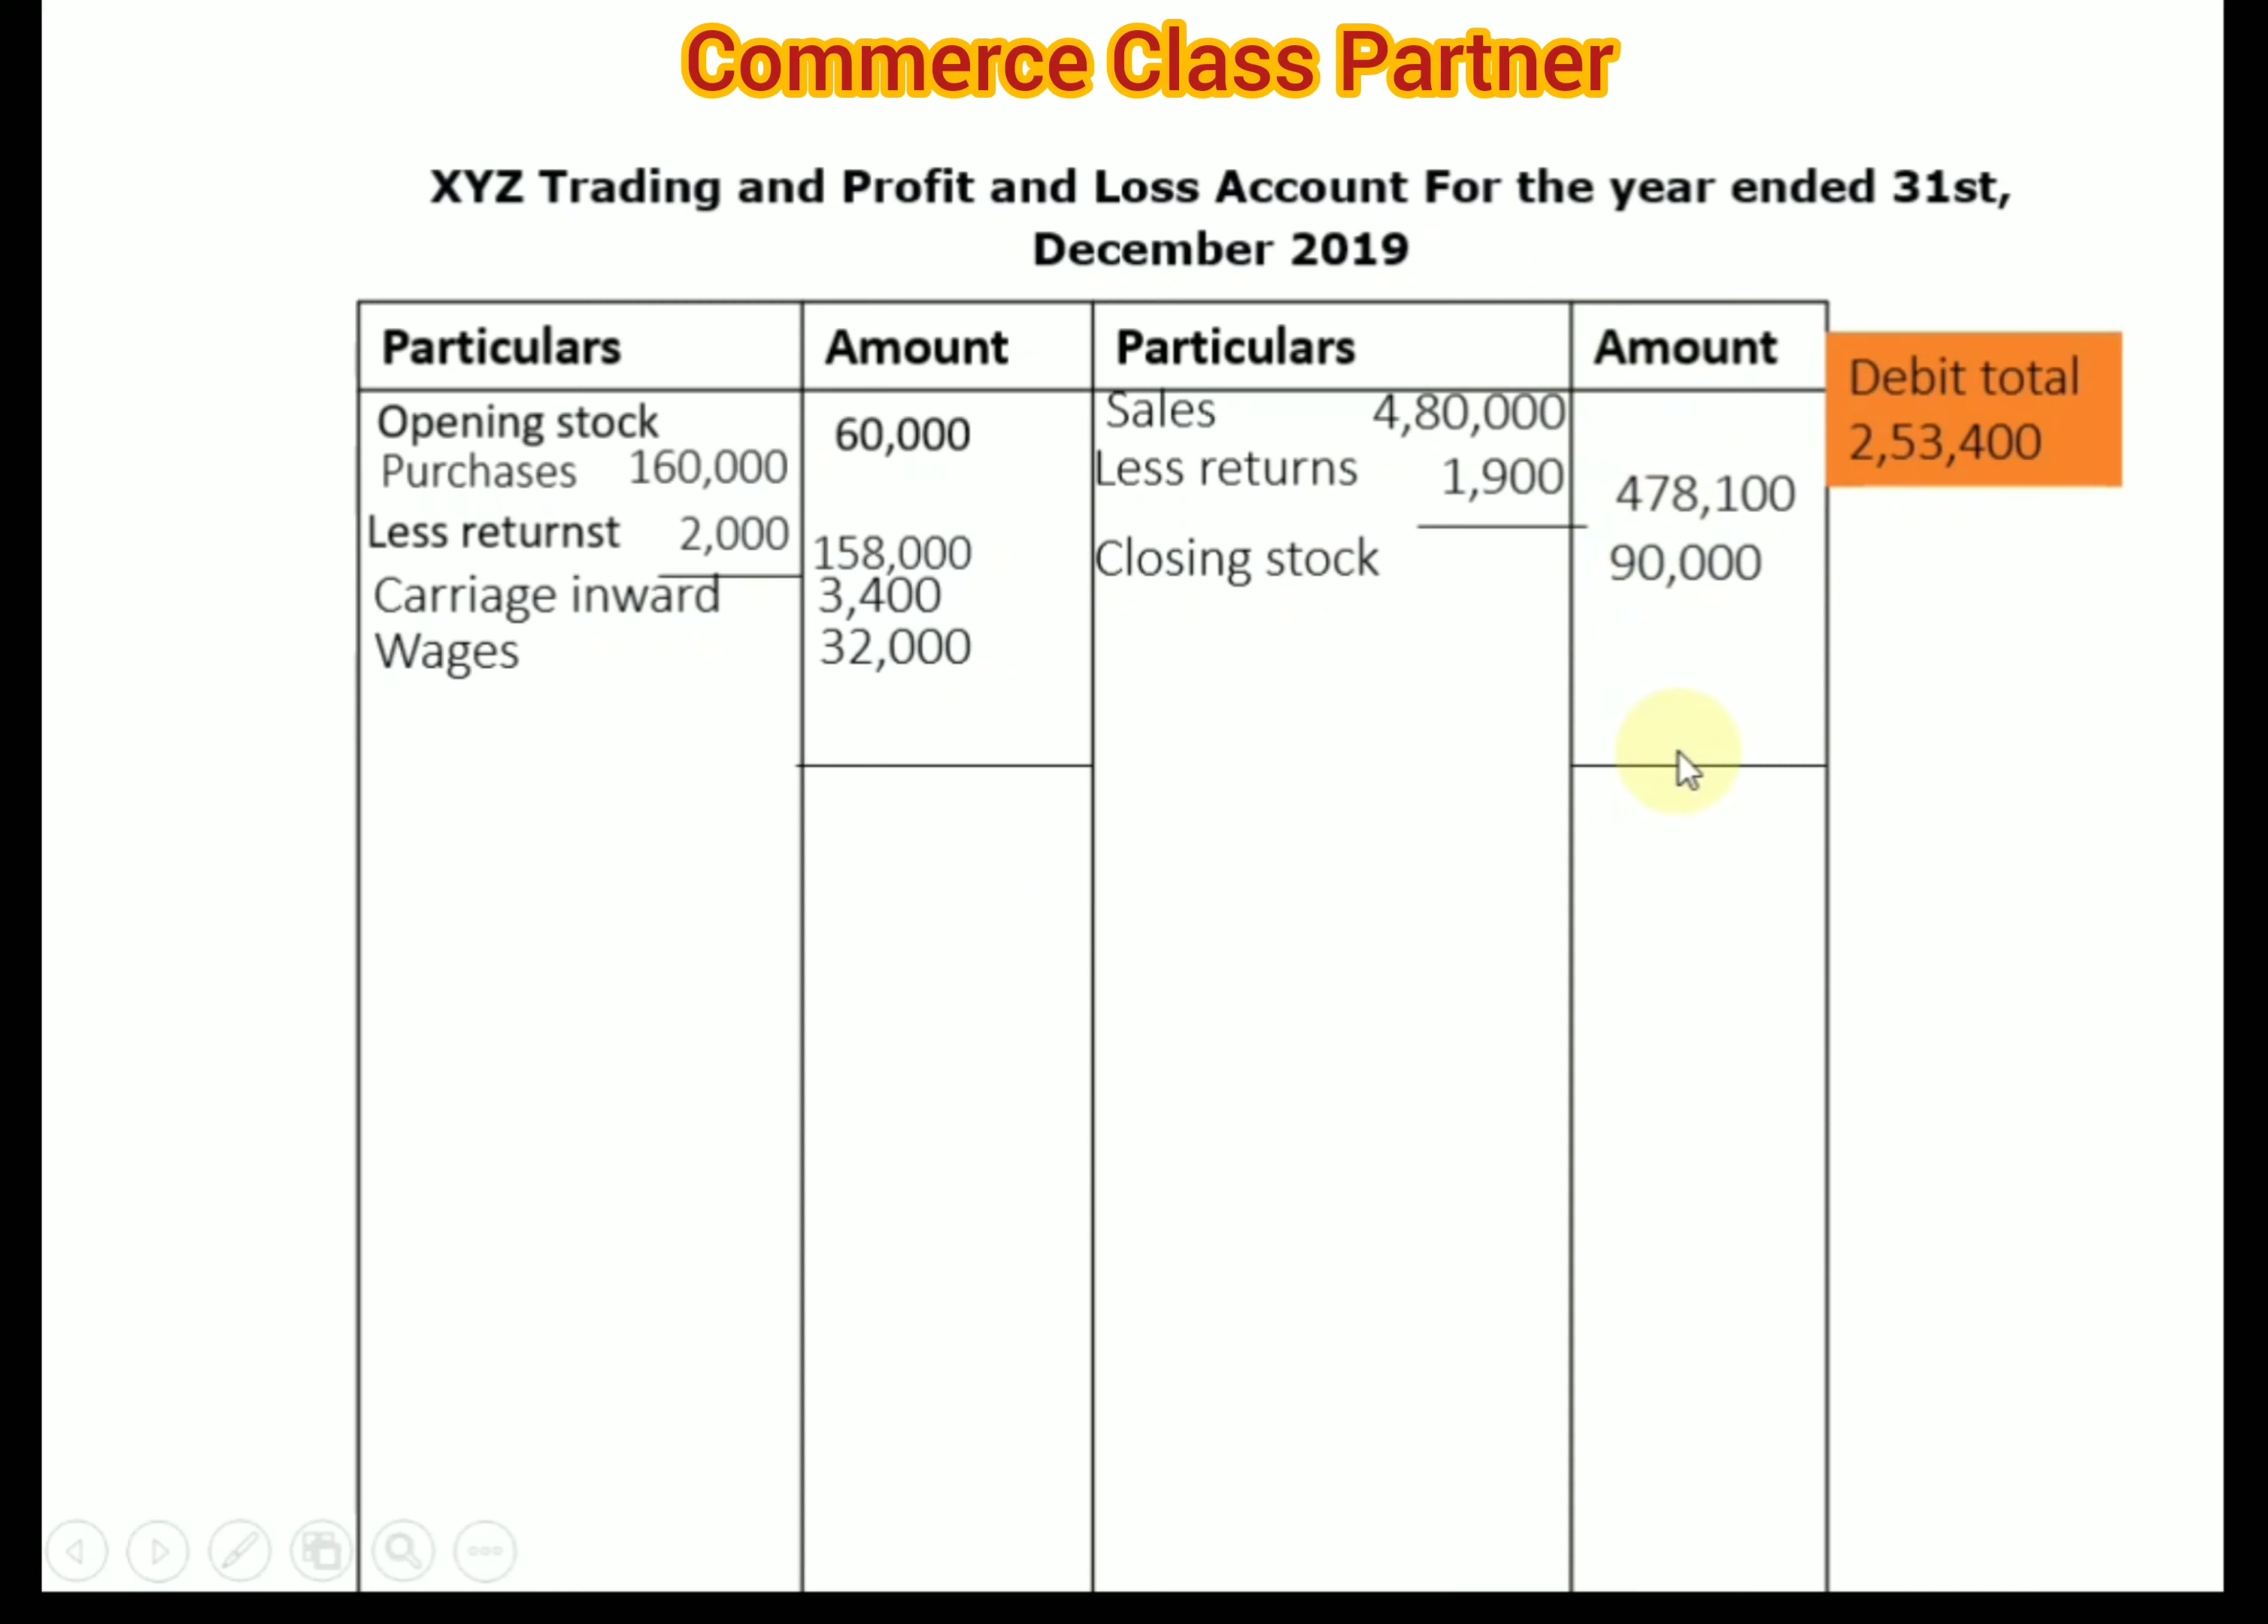 Commerce Class Partner
XYZ Trading and Profit and Loss Account For the year ended 31st,
December 2019
Particulars Amount Particulars Amount
Opening stock 60,000 Sales 4,80,000
Purchases 160,000 Less returns 1,900 478,100
Less returnst 2,000 158,000 Closing stock 90,000
Carriage inward 3,400
Wages 32,000
Debit total
2,53,400